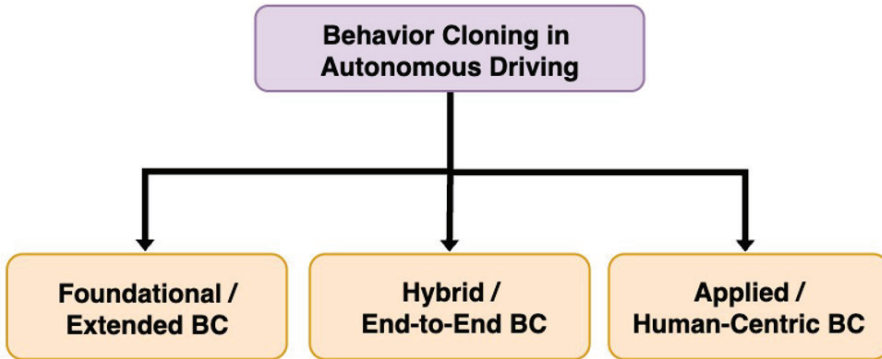 Behavior Cloning in
Autonomous Driving
Foundational /
Extended BC
Hybrid /
End-to-End BC
Applied /
Human-Centric BC